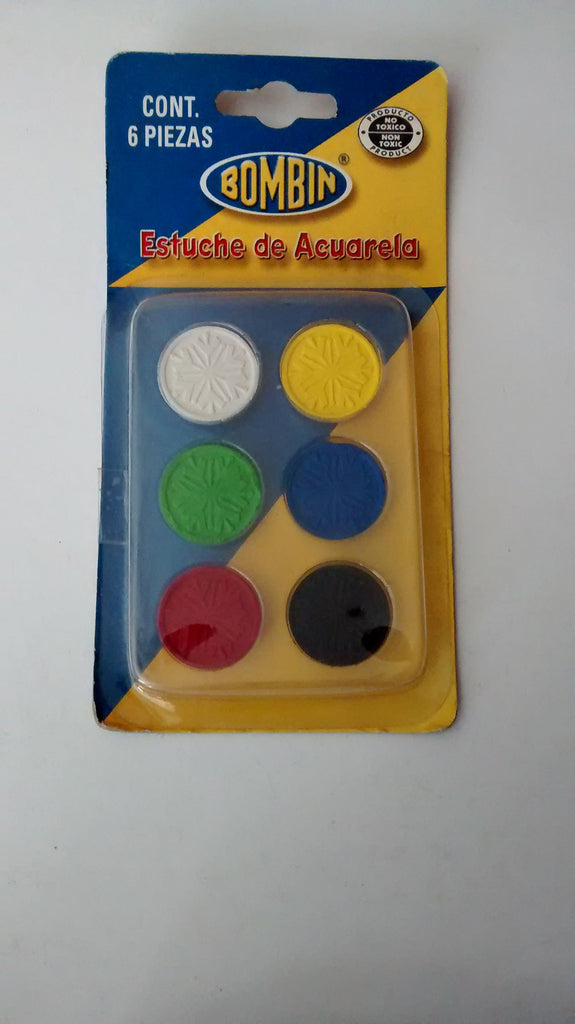 CONT.
6 PIEZAS
PRODUCTO
NO
TOXICO
NON
TOXIC
PRODUCT
BOMBIN®
Estuche de Acuarela